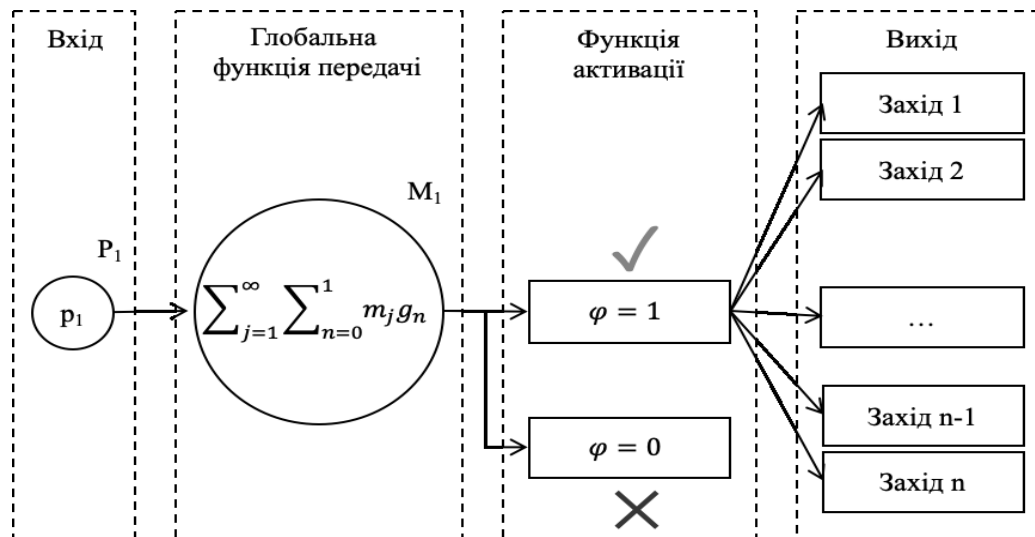 Вхід
Глобальна
функція передачі
Функція
активації
Вихід
P₁
p₁
M₁
∑_{j=1}^{∞} ∑_{n=0}^{1} m_j g_n
φ = 1
φ = 0
Захід 1
Захід 2
...
Захід n-1
Захід n